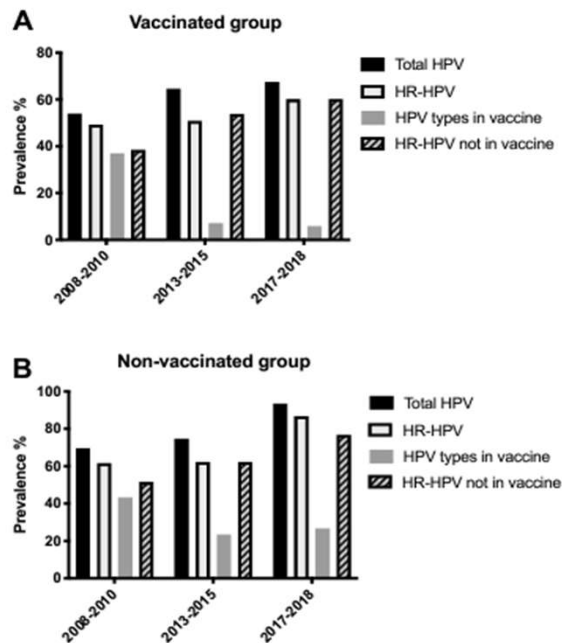 A
Vaccinated group
Prevalence %
80
60
40
20
0
2008-2010
2013-2015
2017-2018
Total HPV
HR-HPV
HPV types in vaccine
HR-HPV not in vaccine
B
Non-vaccinated group
Prevalence %
100
80
60
40
20
0
2008-2010
2013-2015
2017-2018
Total HPV
HR-HPV
HPV types in vaccine
HR-HPV not in vaccine